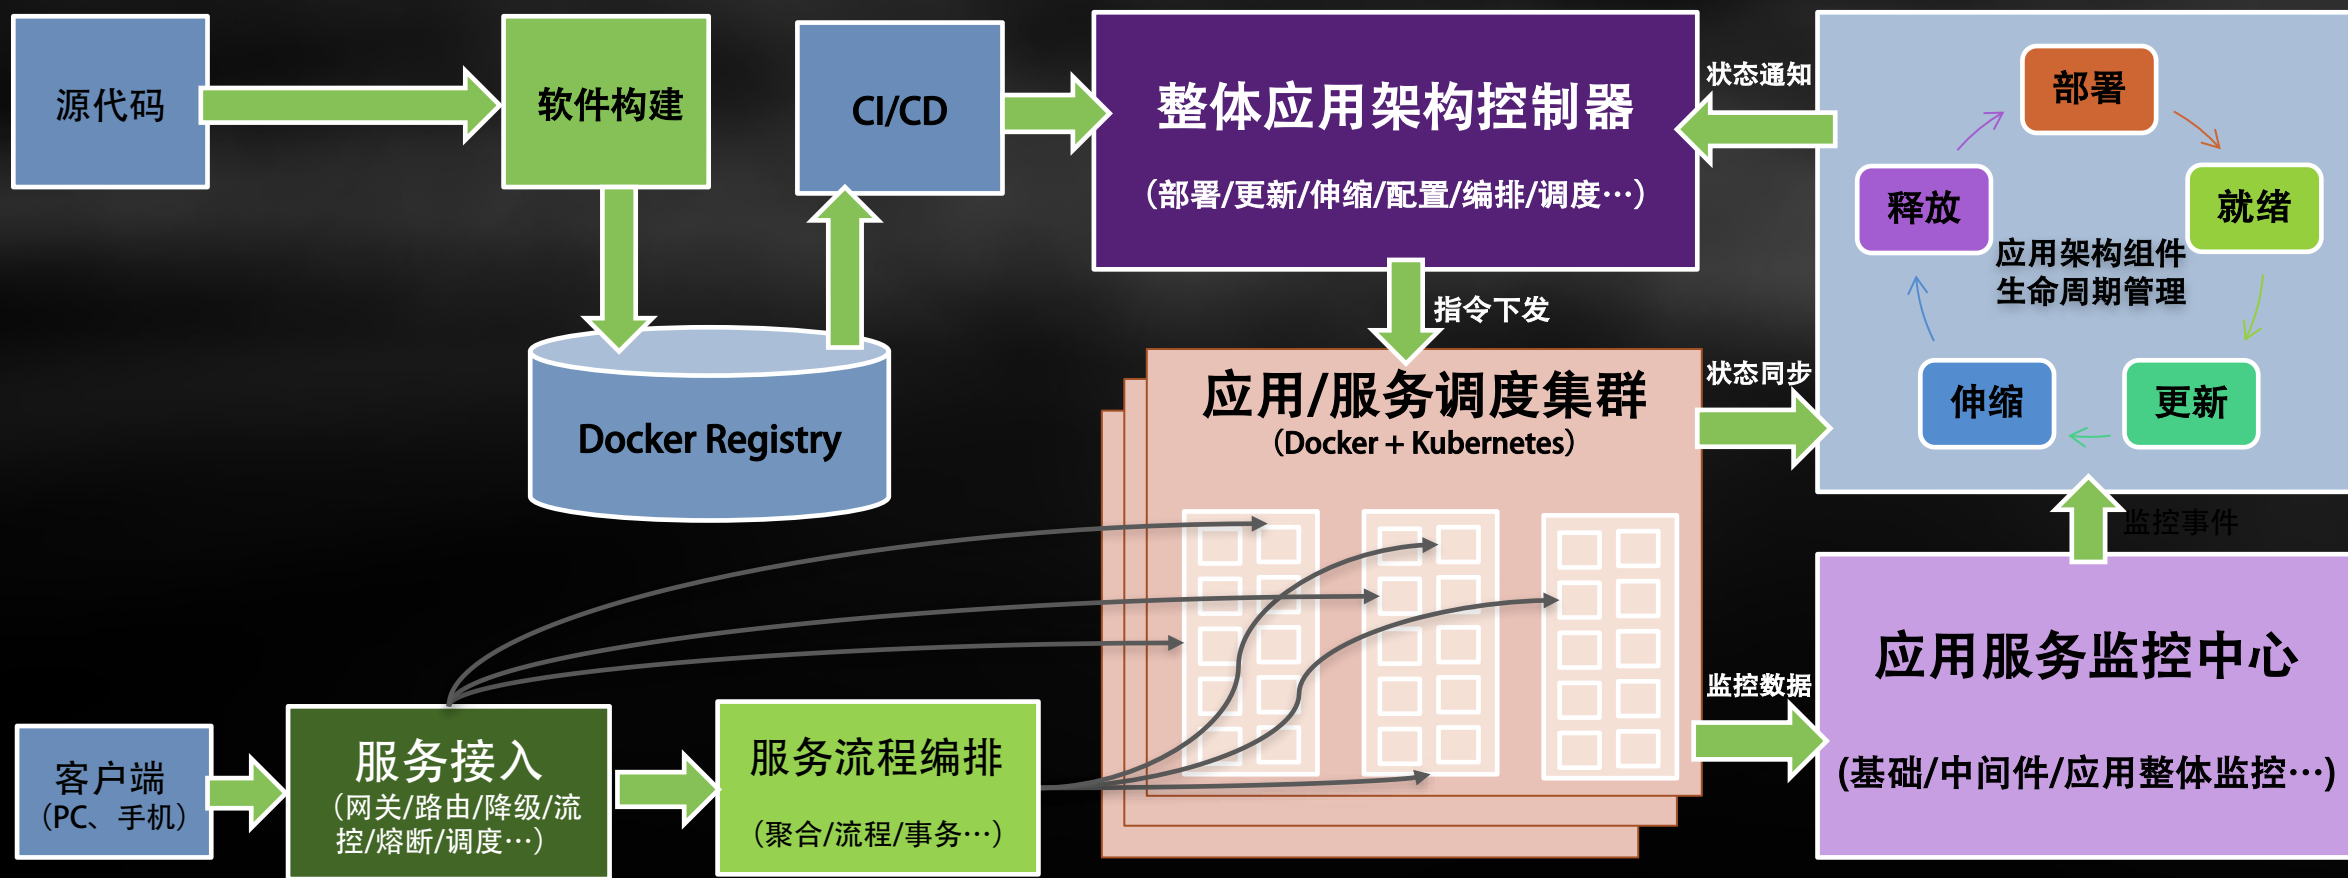 源代码
软件构建
CI/CD
整体应用架构控制器
（部署/更新/伸缩/配置/编排/调度…）
状态通知
部署
就绪
更新
伸缩
释放
应用架构组件
生命周期管理
Docker Registry
指令下发
应用/服务调度集群
（Docker + Kubernetes）
状态同步
监控事件
监控数据
应用服务监控中心
(基础/中间件/应用整体监控…)
客户端
（PC、手机）
服务接入
（网关/路由/降级/流
控/熔断/调度…）
服务流程编排
（聚合/流程/事务…）